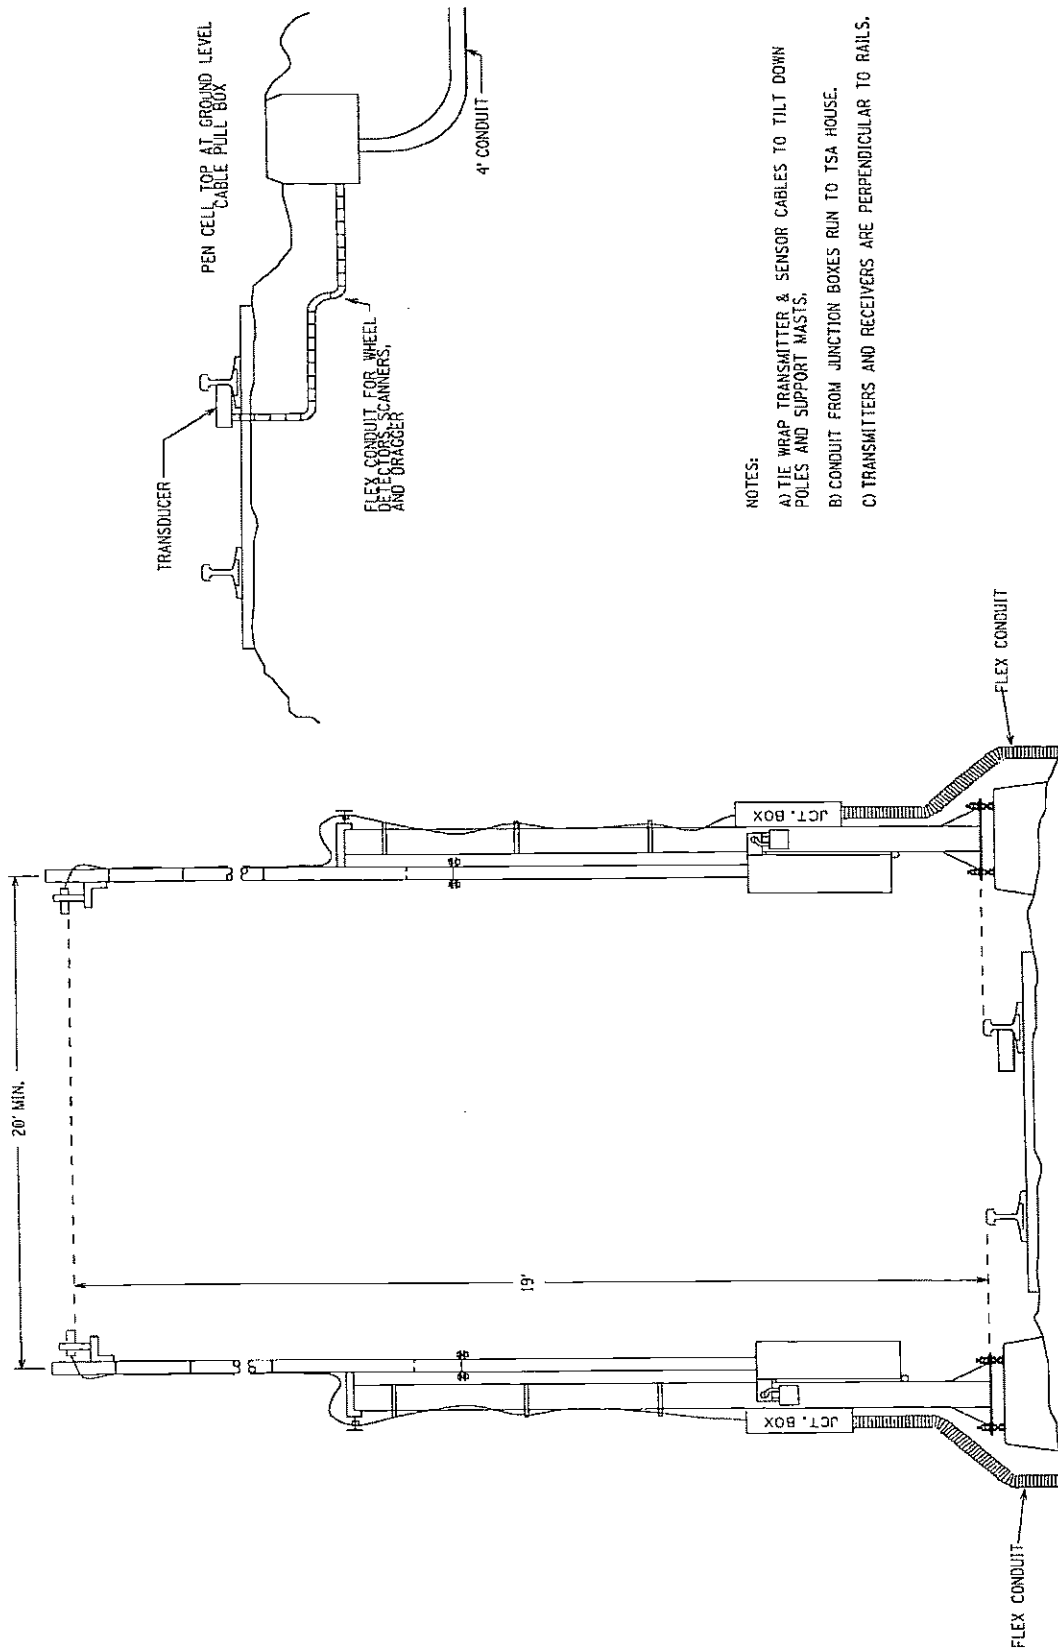 20' MIN.
19'
JCT. BOX
JCT. BOX
FLEX CONDUIT
FLEX CONDUIT
TRANSDUCER
PEN CELL TOP AT GROUND LEVEL
CABLE PULL BOX
FLEX CONDUIT FOR WHEEL
DETECTORS, SCANNERS,
AND DRAGGER
4' CONDUIT
NOTES:
A) TIE WRAP TRANSMITTER & SENSOR CABLES TO TILT DOWN
POLES AND SUPPORT MASTS.
B) CONDUIT FROM JUNCTION BOXES RUN TO TSA HOUSE.
C) TRANSMITTERS AND RECEIVERS ARE PERPENDICULAR TO RAILS.